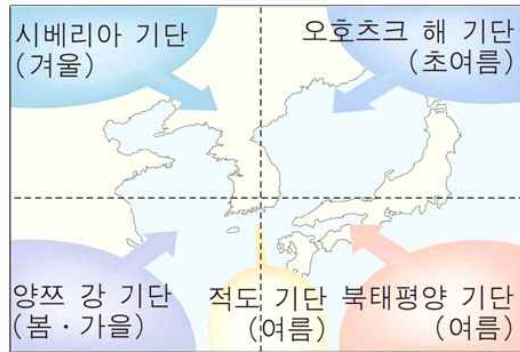 시베리아 기단
(겨울)
오호츠크 해 기단
(초여름)
양쯔 강 기단
(봄·가을)
적도 기단
(여름)
북태평양 기단
(여름)